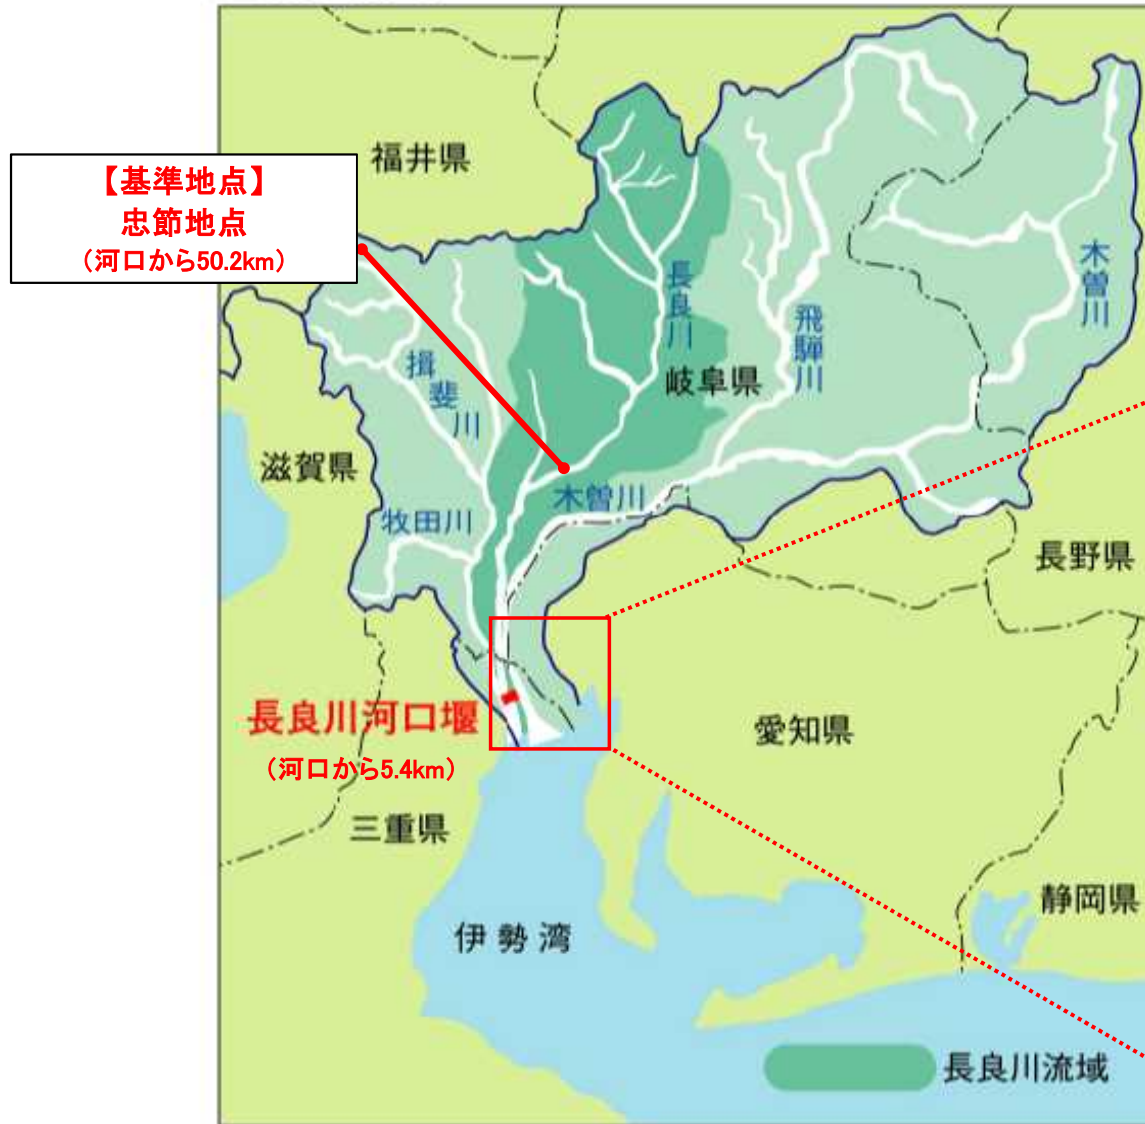 福井県
【基準地点】
忠節地点
（河口から50.2km）
長良川
木曽川
飛騨川
揖斐川
岐阜県
滋賀県
木曽川
牧田川
長野県
長良川河口堰
（河口から5.4km）
愛知県
三重県
静岡県
伊勢湾
長良川流域